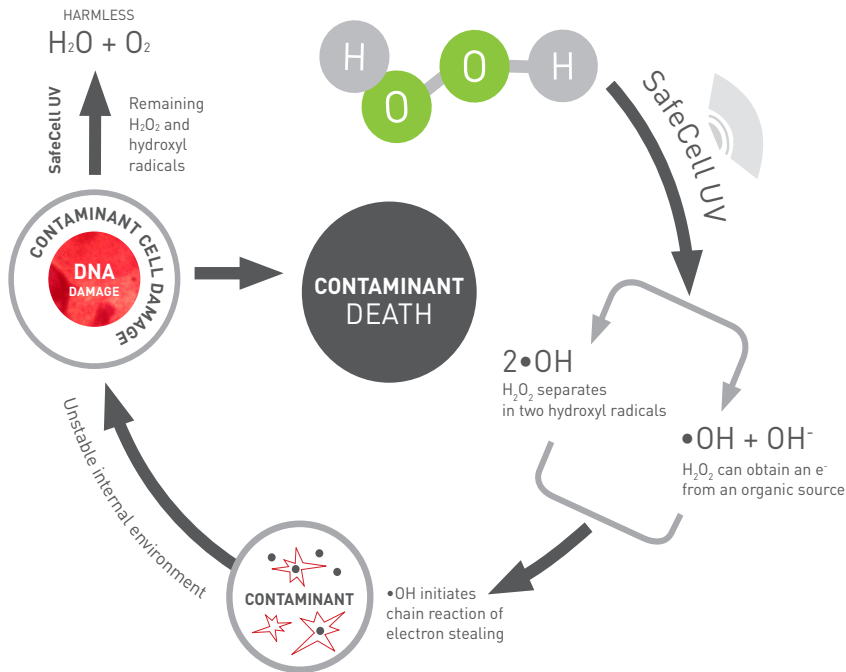 HARMLESS
H₂O + O₂
SafeCell UV
Remaining
H₂O₂ and
hydroxyl
radicals
H
O
O
H
SafeCell UV
CONTAMINANT CELL DAMAGE
DNA
DAMAGE
CONTAMINANT
DEATH
2•OH
H₂O₂ separates
in two hydroxyl radicals
•OH + OH⁻
H₂O₂ can obtain an e⁻
from an organic source
Unstable internal environment
CONTAMINANT
•OH initiates
chain reaction of
electron stealing